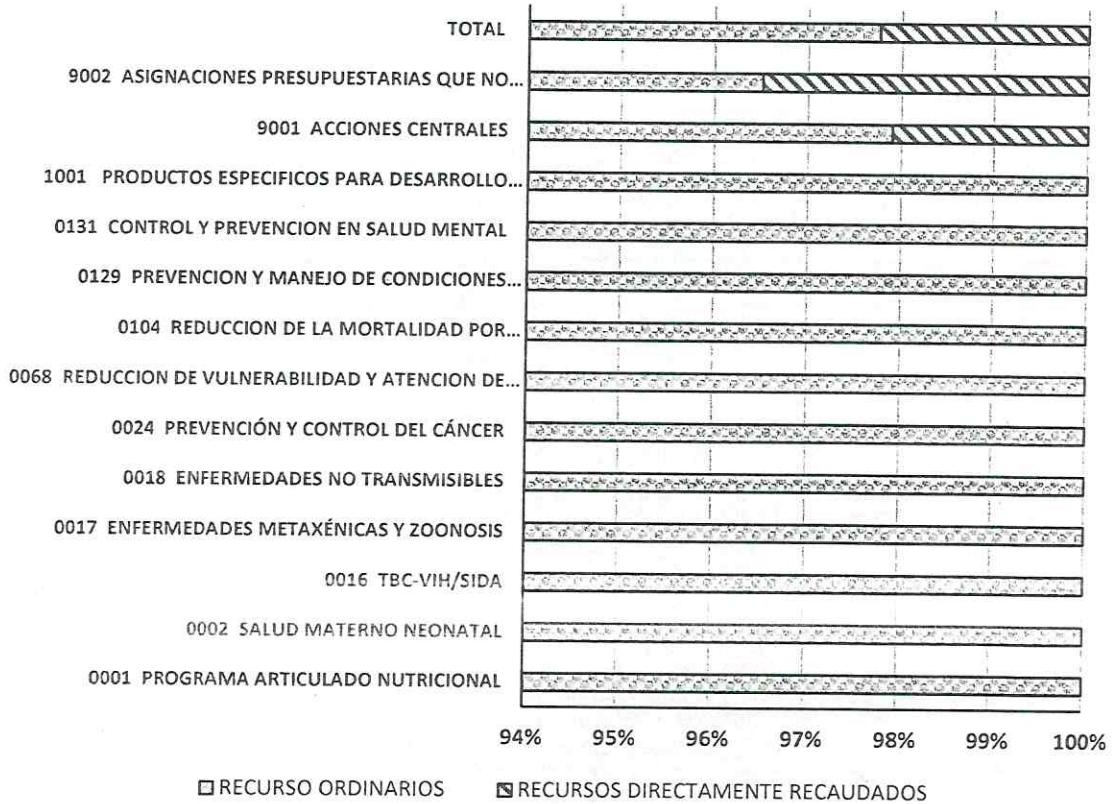 TOTAL
9002 ASIGNACIONES PRESUPUESTARIAS QUE NO...
9001 ACCIONES CENTRALES
1001 PRODUCTOS ESPECIFICOS PARA DESARROLLO...
0131 CONTROL Y PREVENCION EN SALUD MENTAL
0129 PREVENCION Y MANEJO DE CONDICIONES...
0104 REDUCCION DE LA MORTALIDAD POR...
0068 REDUCCION DE VULNERABILIDAD Y ATENCION DE...
0024 PREVENCIÓN Y CONTROL DEL CÁNCER
0018 ENFERMEDADES NO TRANSMISIBLES
0017 ENFERMEDADES METAXÉNICAS Y ZOONOSIS
0016 TBC-VIH/SIDA
0002 SALUD MATERNO NEONATAL
0001 PROGRAMA ARTICULADO NUTRICIONAL
94% 95% 96% 97% 98% 99% 100%
RECURSO ORDINARIOS RECURSOS DIRECTAMENTE RECAUDADOS